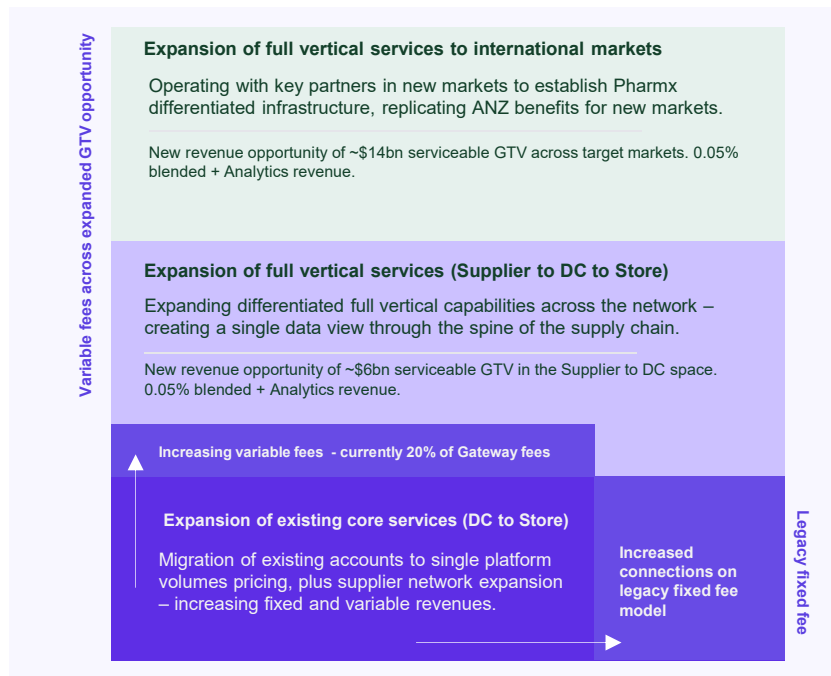 Variable fees across expanded GTV opportunity
Expansion of full vertical services to international markets
Operating with key partners in new markets to establish Pharmx
differentiated infrastructure, replicating ANZ benefits for new markets.
New revenue opportunity of ~$14bn serviceable GTV across target markets. 0.05%
blended + Analytics revenue.
Expansion of full vertical services (Supplier to DC to Store)
Expanding differentiated full vertical capabilities across the network –
creating a single data view through the spine of the supply chain.
New revenue opportunity of ~$6bn serviceable GTV in the Supplier to DC space.
0.05% blended + Analytics revenue.
Increasing variable fees - currently 20% of Gateway fees
Expansion of existing core services (DC to Store)
Migration of existing accounts to single platform
volumes pricing, plus supplier network expansion
– increasing fixed and variable revenues.
Increased
connections on
legacy fixed fee
model
Legacy fixed fee